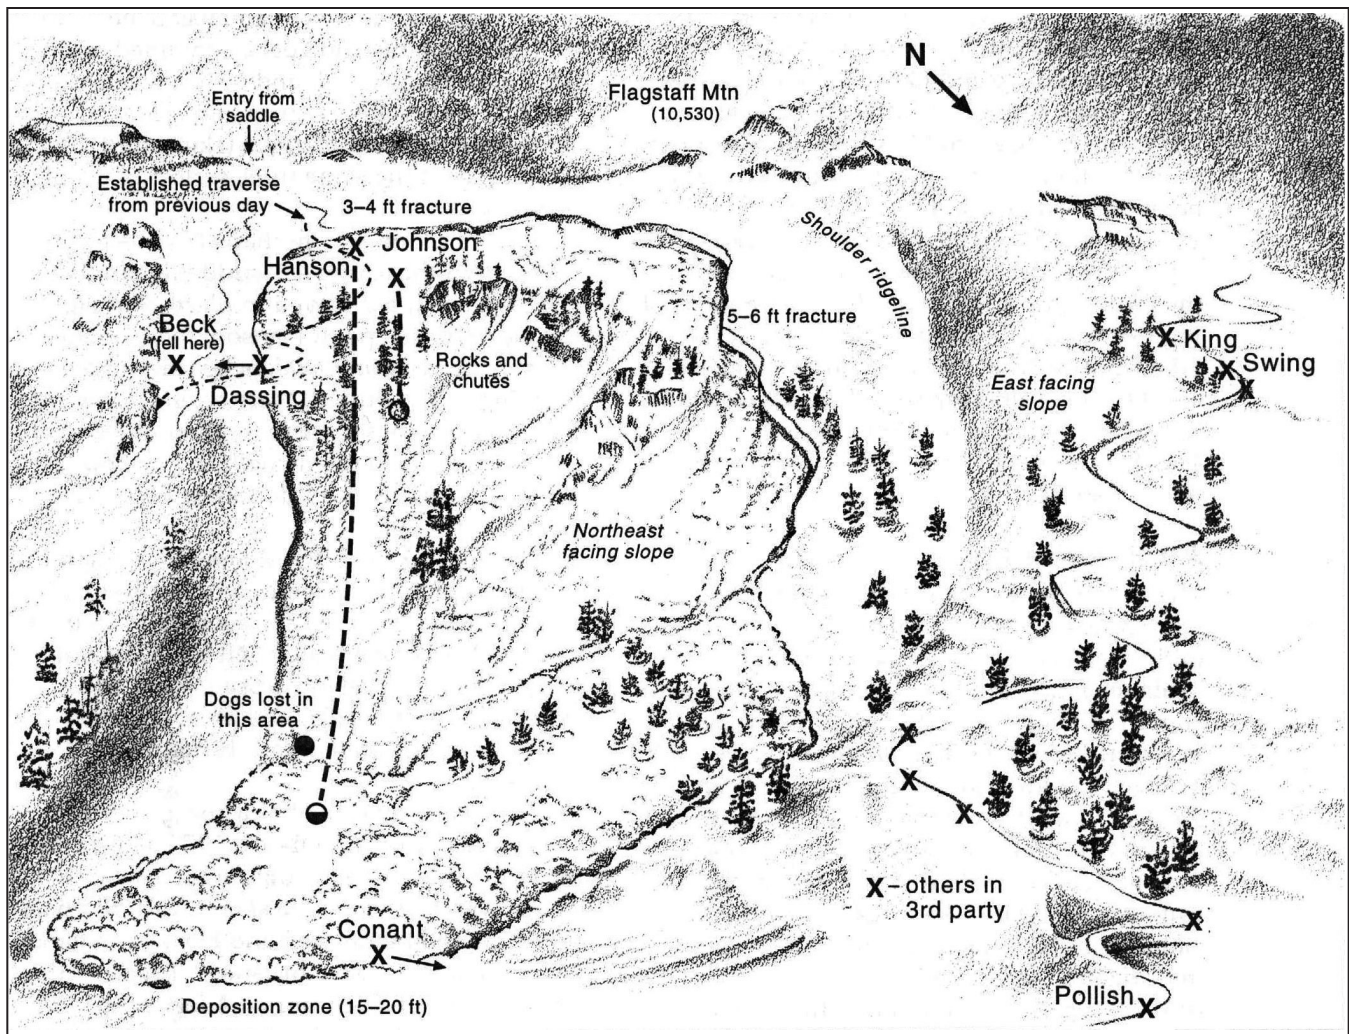 N
Flagstaff Mtn
(10,530)
Entry from
saddle
Established traverse
from previous day
3–4 ft fracture
Johnson
Hanson
Shoulder ridgeline
5–6 ft fracture
Beck
(fell here)
X
X
X
X
Dassing
Rocks and
chutes
East facing
slope
X King
X Swing
X
Northeast
facing slope
Dogs lost in
this area
X
X
X
X – others in
3rd party
X
Conant
X
Pollish X
Deposition zone (15–20 ft)